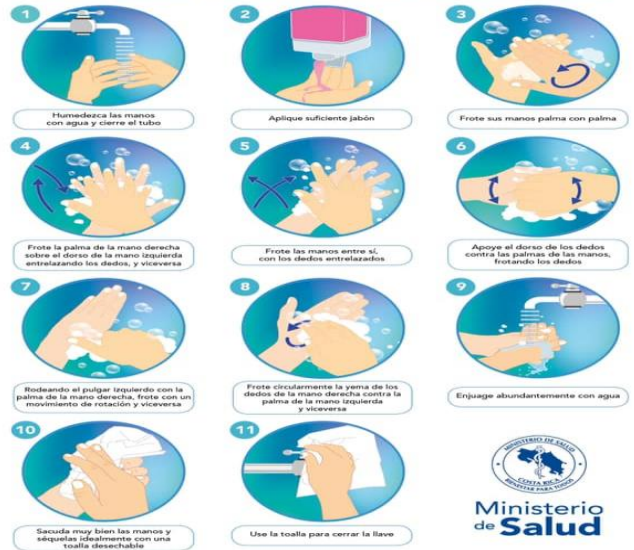 1
Humedezca las manos
con agua y cierre el tubo
2
Aplique suficiente jabón
3
Frote sus manos palma con palma
4
Frote la palma de la mano derecha
sobre el dorso de la mano izquierda
entrelazando los dedos, y viceversa
5
Frote las manos entre sí,
con los dedos entrelazados
6
Apoye el dorso de los dedos
contra las palmas de las manos,
frotando los dedos
7
Rodeando el pulgar izquierdo con la
palma de la mano derecha, frote con un
movimiento de rotación y viceversa
8
Frote circularmente la yema de los
dedos de la mano derecha contra la
palma de la mano izquierda
y viceversa
9
Enjuage abundantemente con agua
10
Sacuda muy bien las manos y
séquelas idealmente con una
toalla desechable
11
Use la toalla para cerrar la llave
MINISTERIO DE SALUD
COSTA RICA
BIENESTAR PARA TODOS
Ministerio
de Salud